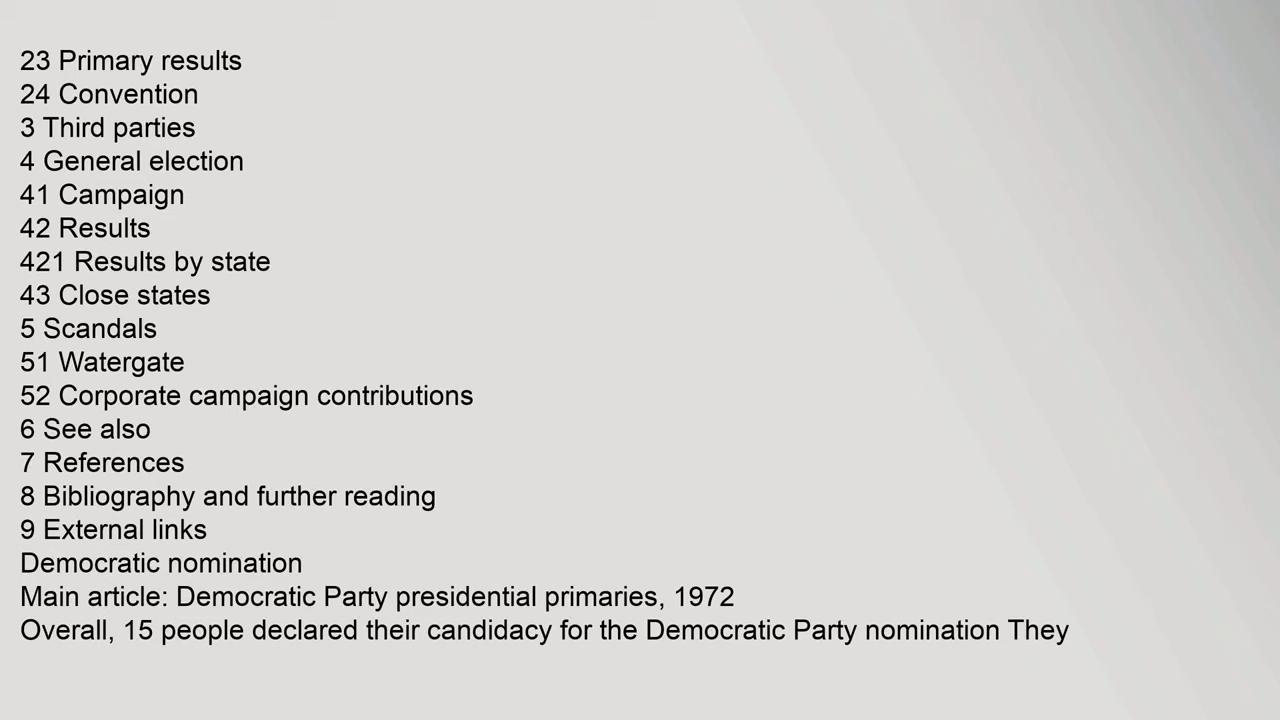 23 Primary results
24 Convention
3 Third parties
4 General election
41 Campaign
42 Results
421 Results by state
43 Close states
5 Scandals
51 Watergate
52 Corporate campaign contributions
6 See also
7 References
8 Bibliography and further reading
9 External links
Democratic nomination
Main article: Democratic Party presidential primaries, 1972
Overall, 15 people declared their candidacy for the Democratic Party nomination They